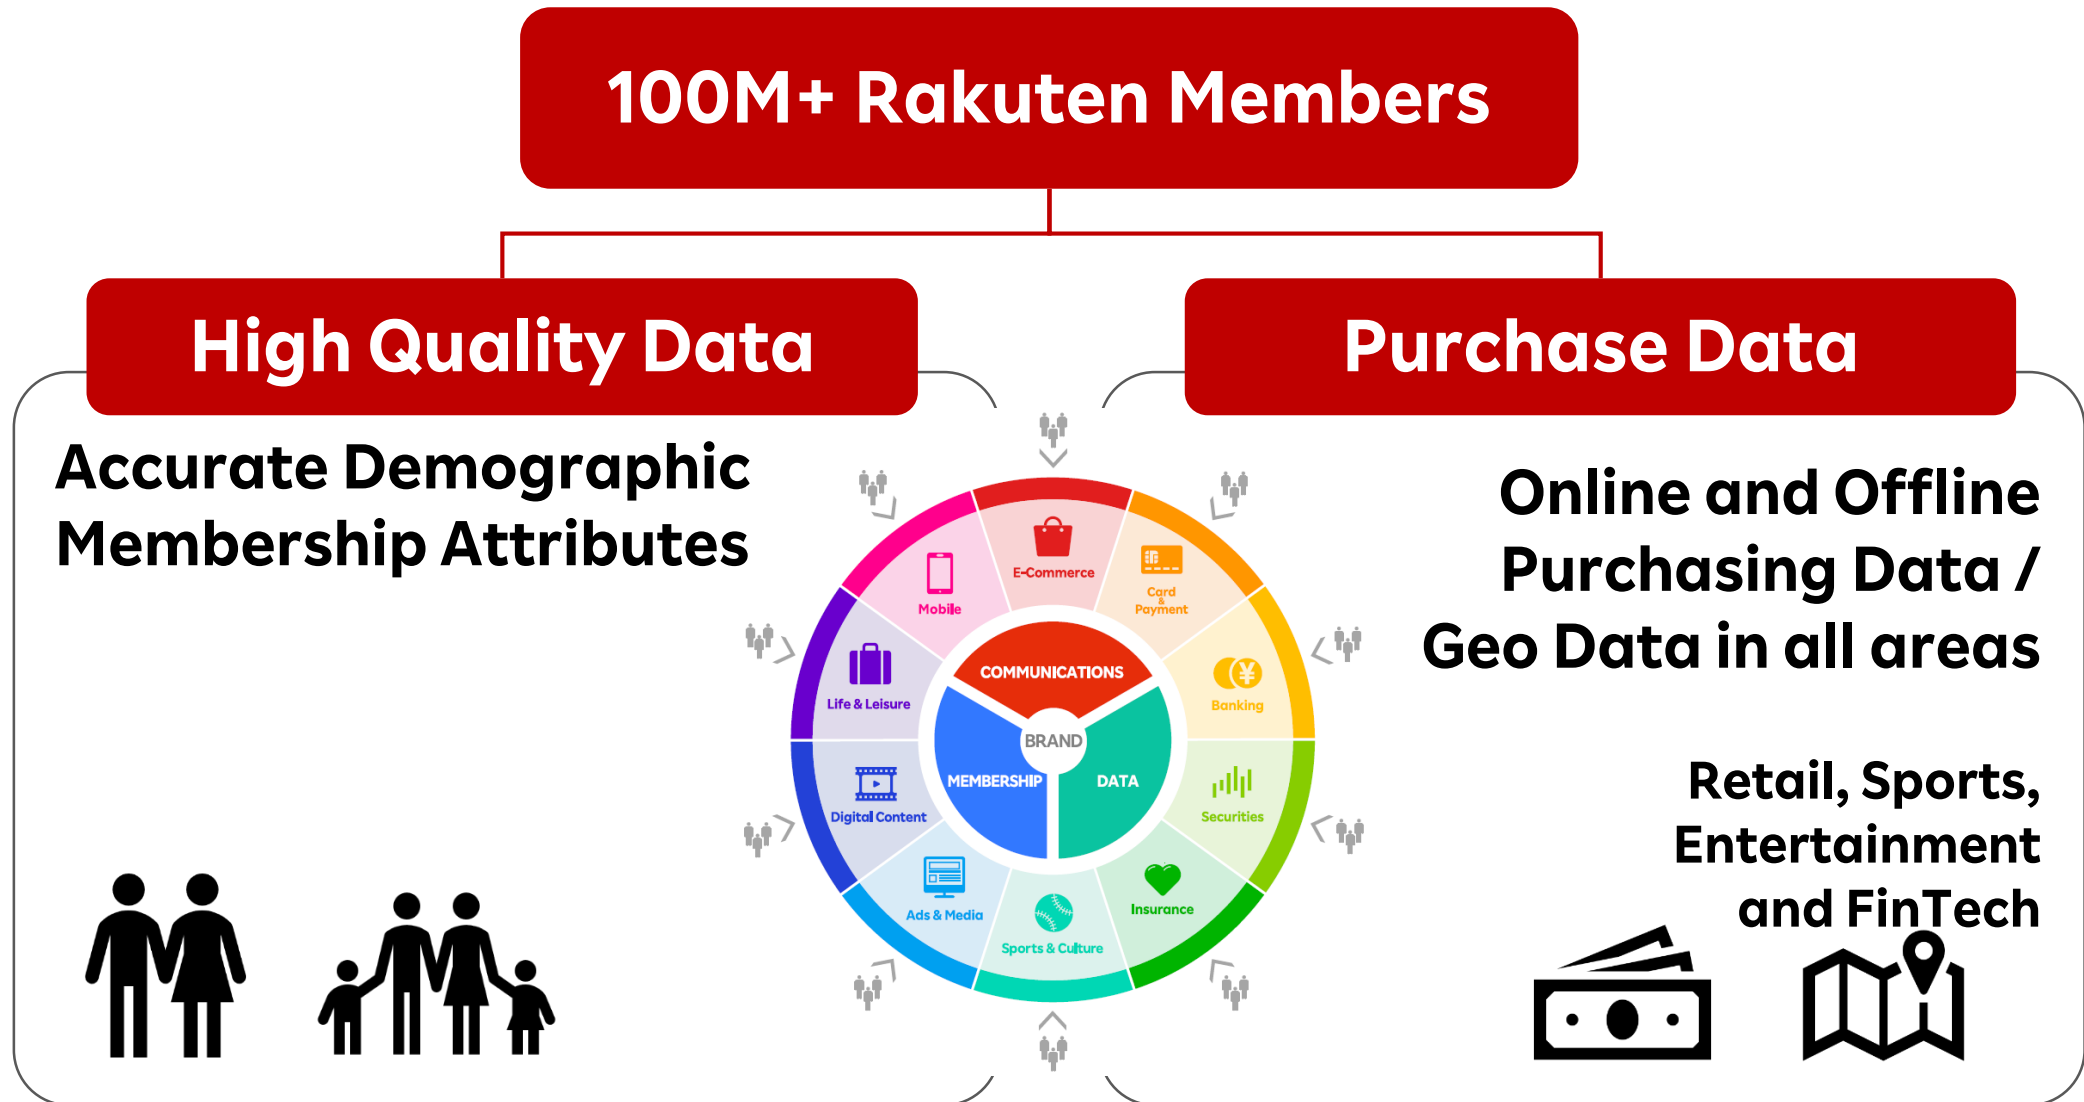 100M+ Rakuten Members
High Quality Data
Purchase Data
Accurate Demographic
Membership Attributes
E-Commerce
Card
&
Payment
Banking
Securities
Insurance
Sports & Culture
Ads & Media
Digital Content
Life & Leisure
Mobile
COMMUNICATIONS
BRAND
MEMBERSHIP
DATA
Online and Offline
Purchasing Data /
Geo Data in all areas
Retail, Sports,
Entertainment
and FinTech